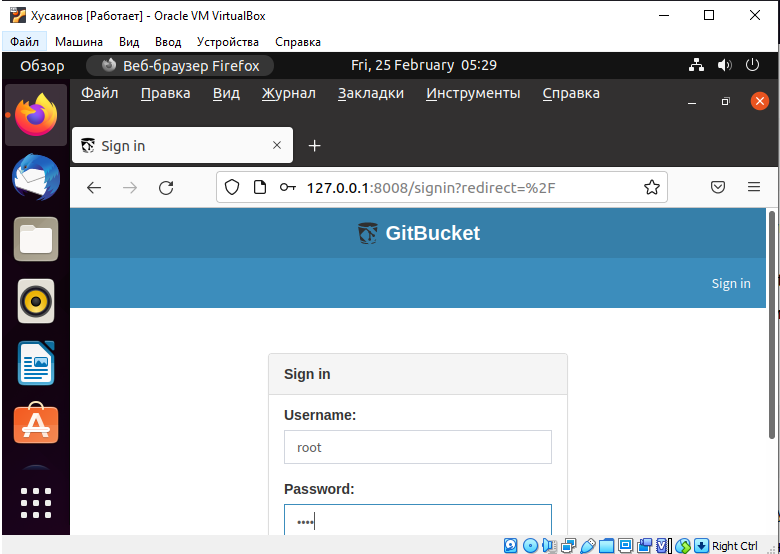 Хусаинов [Работает] - Oracle VM VirtualBox
Файл Машина Вид Ввод Устройства Справка
Обзор Веб-браузер Firefox Fri, 25 February 05:29
Файл Правка Вид Журнал Закладки Инструменты Справка
Sign in
127.0.0.1:8008/signin?redirect=%2F
GitBucket
Sign in
Sign in
Username:
root
Password:
••••
Right Ctrl